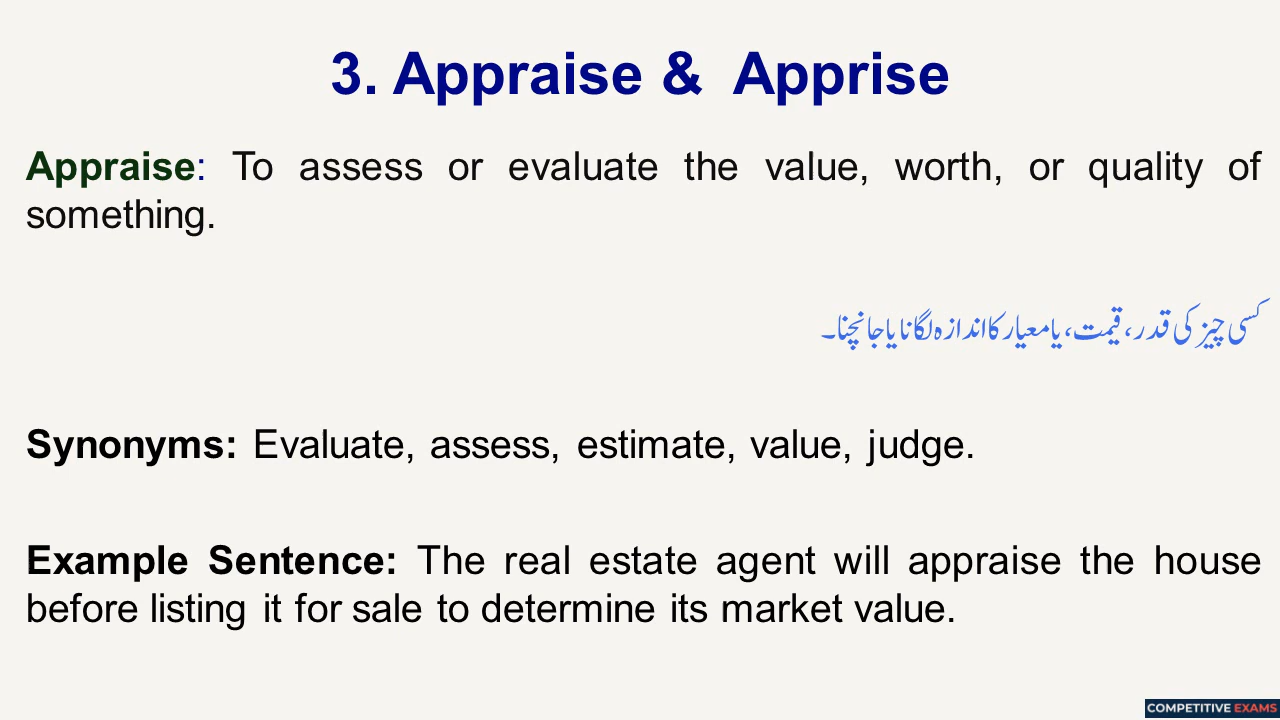 3. Appraise & Apprise
Appraise: To assess or evaluate the value, worth, or quality of
something.
کسی چیز کی قدر، قیمت، یا معیار کا اندازہ لگانا یا جانچنا۔
Synonyms: Evaluate, assess, estimate, value, judge.
Example Sentence: The real estate agent will appraise the house
before listing it for sale to determine its market value.
COMPETITIVE EXAMS